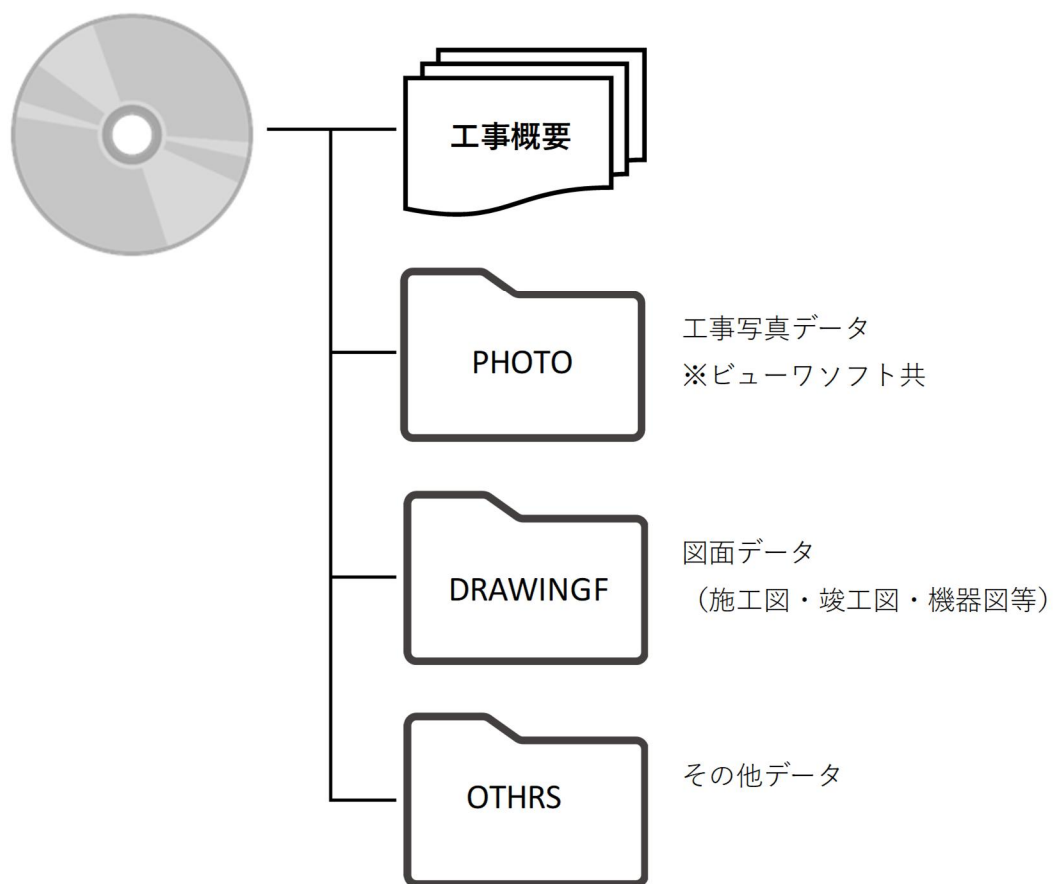 工事概要
PHOTO
工事写真データ
※ビューワソフト共
DRAWINGF
図面データ
（施工図・竣工図・機器図等）
OTHRS
その他データ